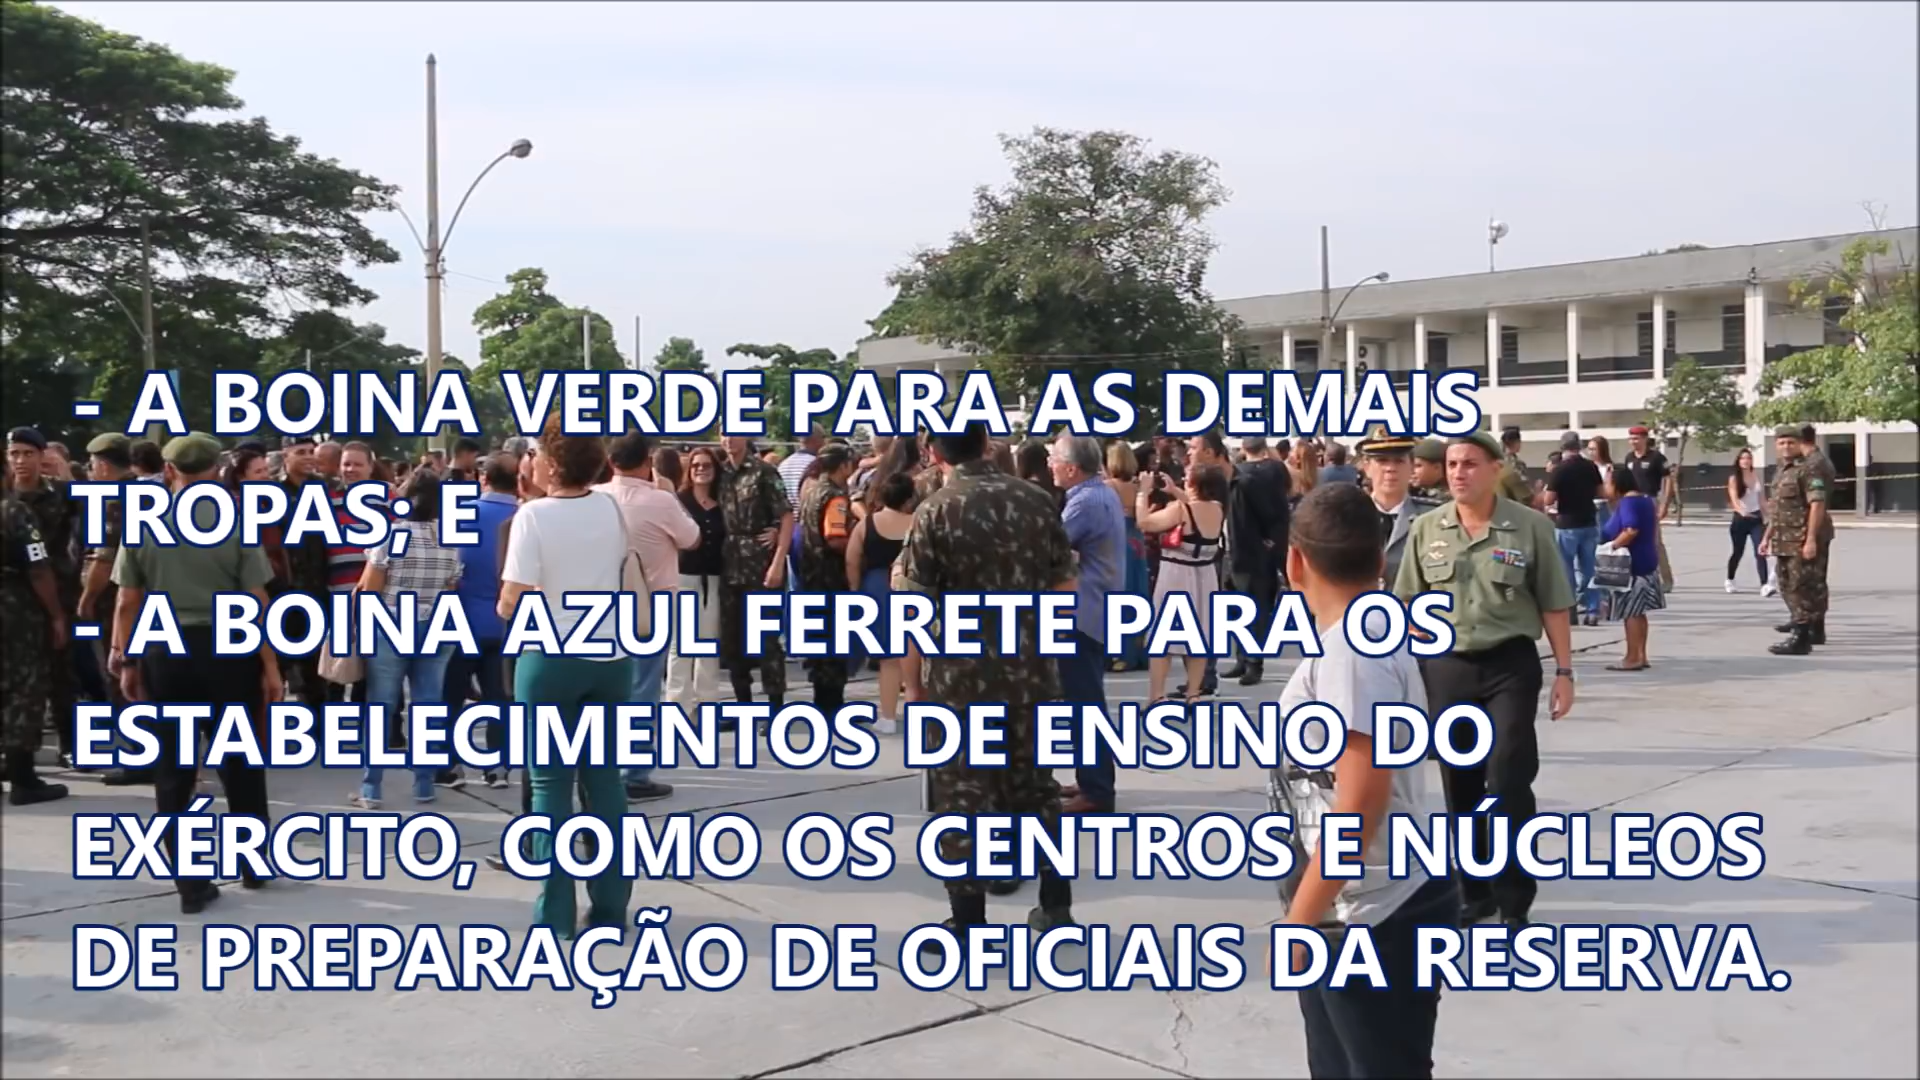 - A BOINA VERDE PARA AS DEMAIS
TROPAS; E
- A BOINA AZUL FERRETE PARA OS
ESTABELECIMENTOS DE ENSINO DO
EXÉRCITO, COMO OS CENTROS E NÚCLEOS
DE PREPARAÇÃO DE OFICIAIS DA RESERVA.